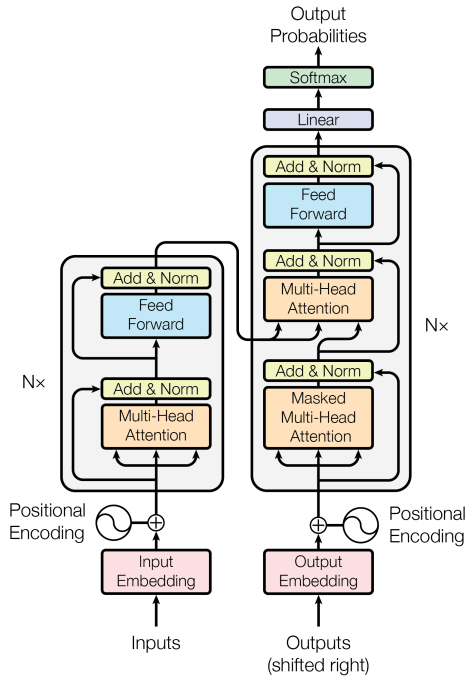 Output
Probabilities
Softmax
Linear
Add & Norm
Feed
Forward
Add & Norm
Multi-Head
Attention
Add & Norm
Masked
Multi-Head
Attention
N×
Add & Norm
Feed
Forward
Add & Norm
Multi-Head
Attention
N×
Positional
Encoding
Positional
Encoding
Input
Embedding
Output
Embedding
Inputs
Outputs
(shifted right)